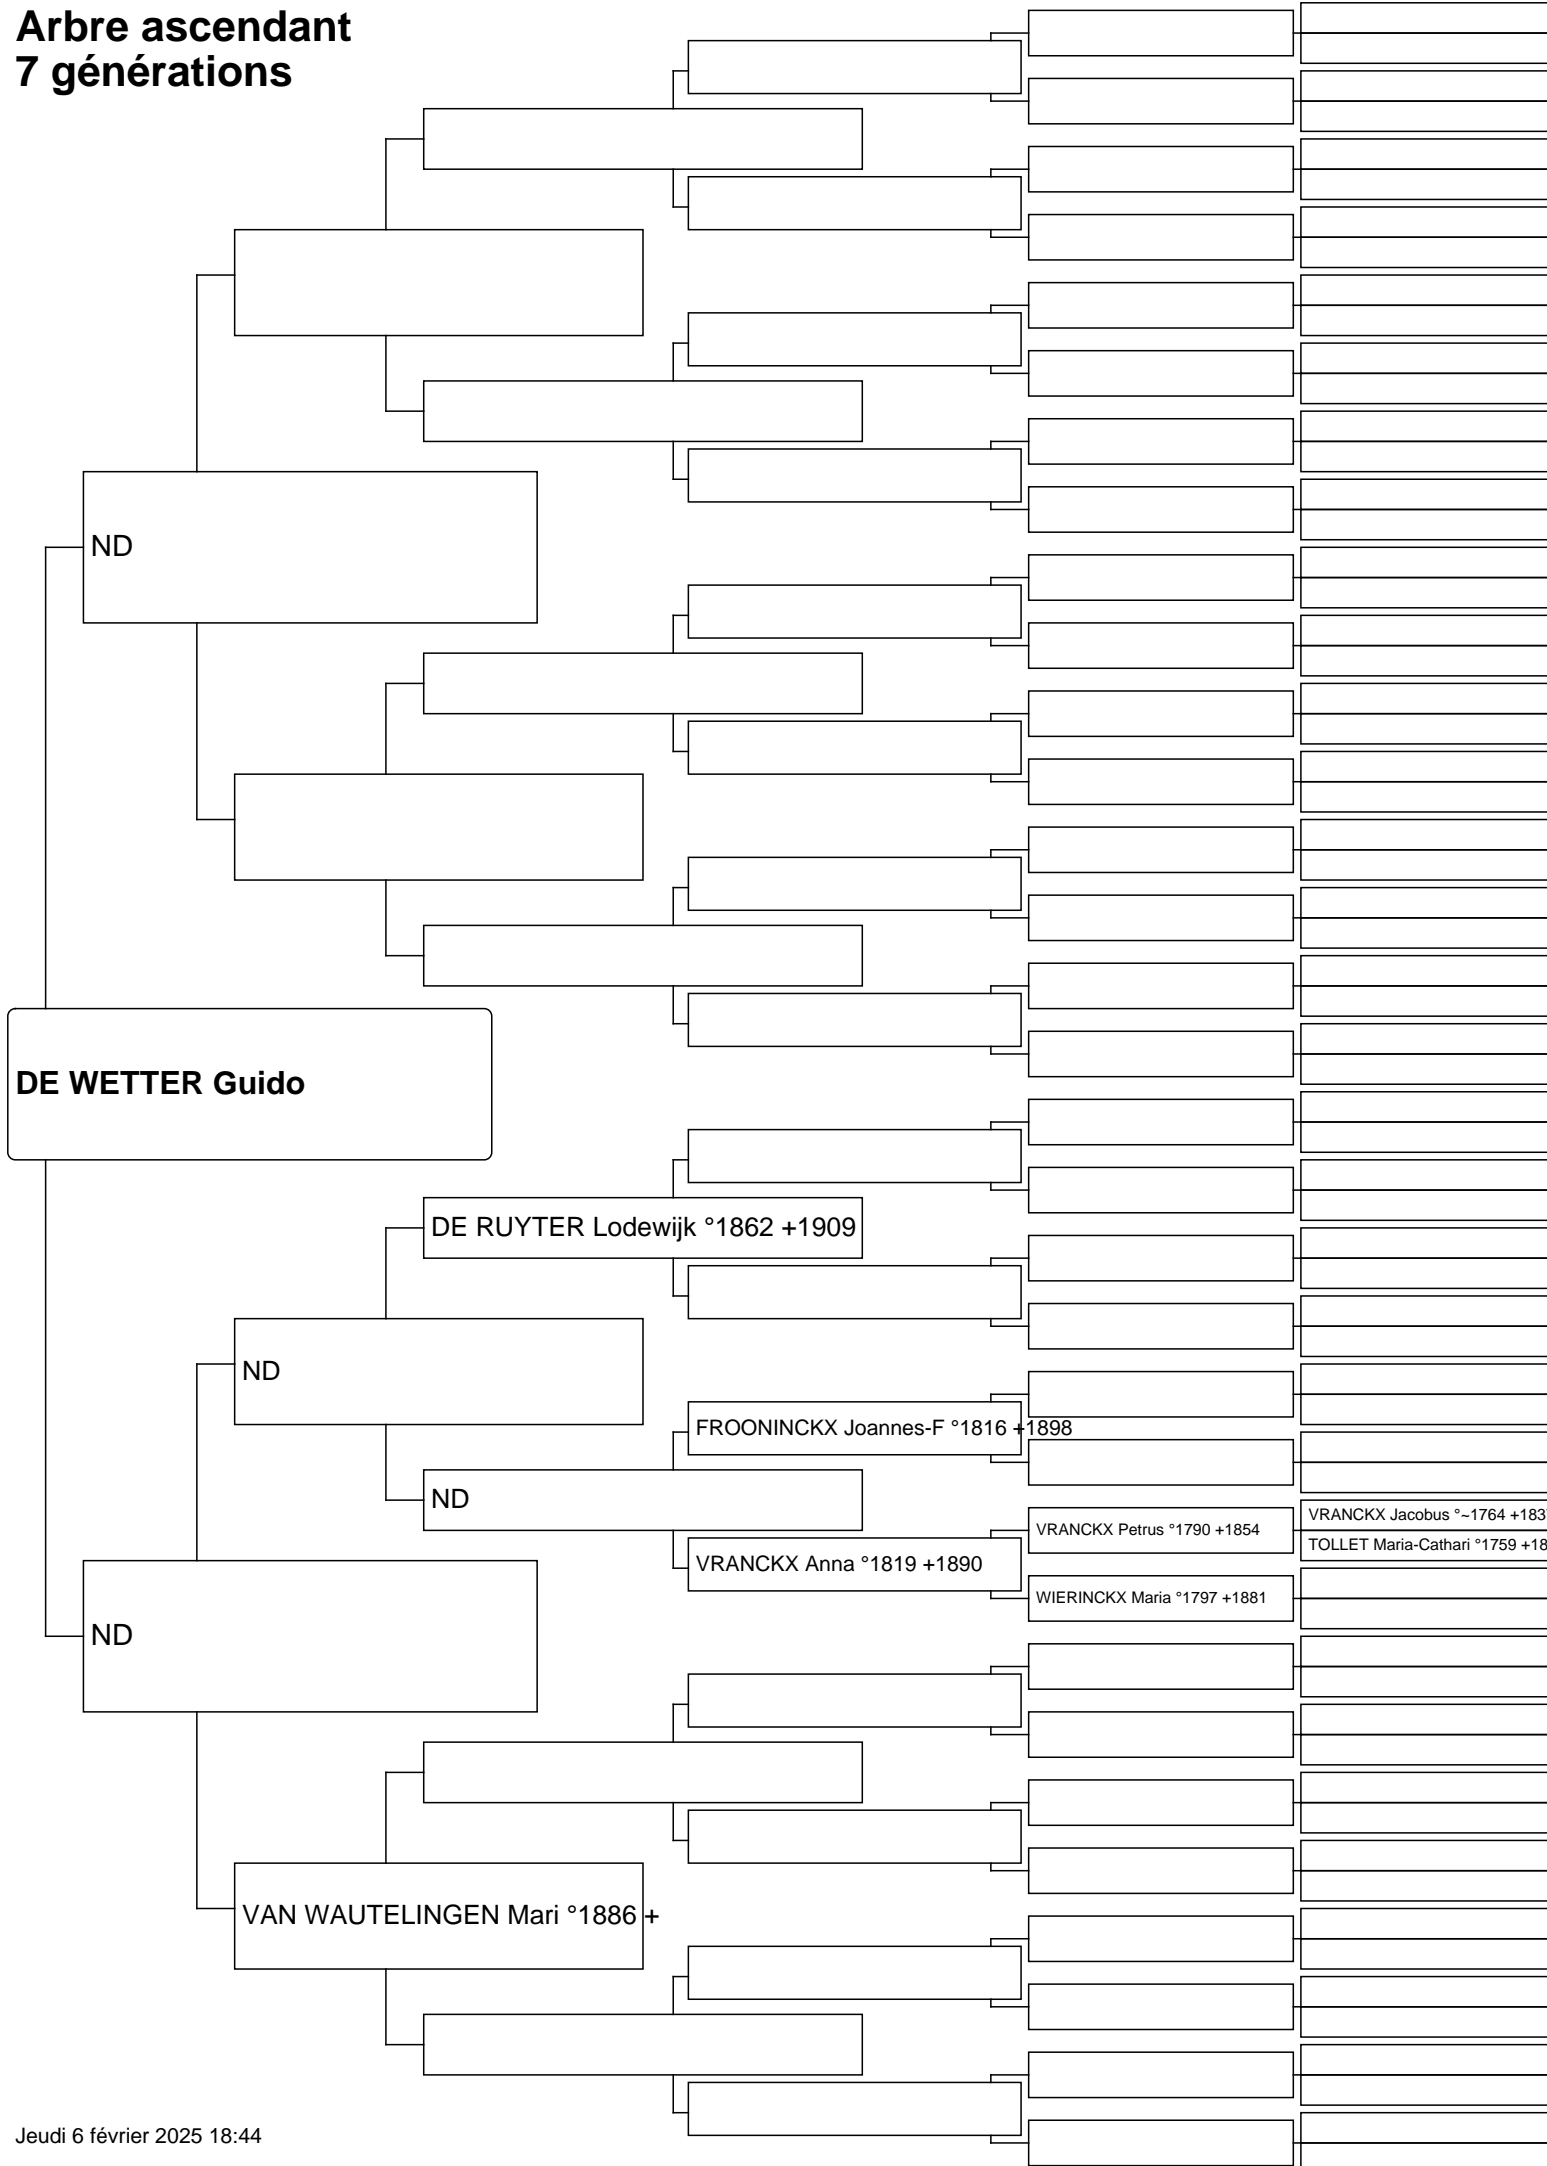 Arbre ascendant
7 générations
ND
DE WETTER Guido
DE RUYTER Lodewijk °1862 +1909
ND
FROONINCKX Joannes-F °1816 +1898
ND
VRANCKX Jacobus °~1764 +183
VRANCKX Petrus °1790 +1854
TOLLET Maria-Cathari °1759 +18
VRANCKX Anna °1819 +1890
WIERINCKX Maria °1797 +1881
ND
VAN WAUTELINGEN Mari °1886 +
Jeudi 6 février 2025 18:44